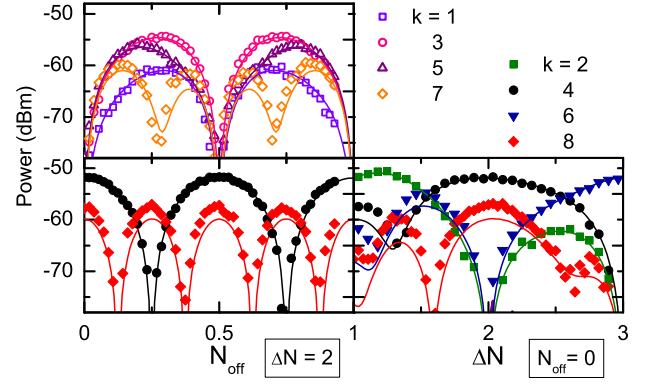 -50
-60
-70
Power (dBm)
k = 1
3
5
7
k = 2
4
6
8
-50
-60
-70
0
0.5
1
2
3
N_off
ΔN = 2
ΔN
N_off = 0